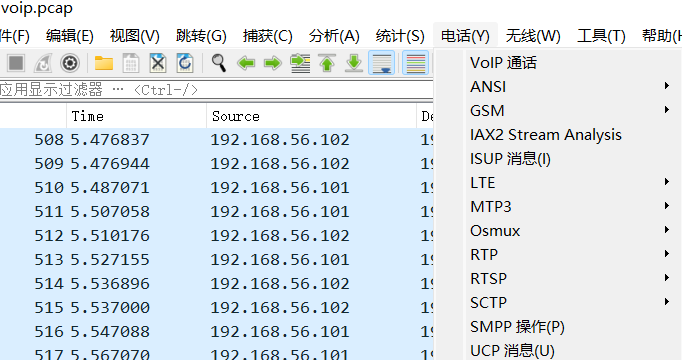 voip.pcap
件(F) 编辑(E) 视图(V) 跳转(G) 捕获(C) 分析(A) 统计(S) 电话(Y) 无线(W) 工具(T) 帮助(H
应用显示过滤器 … <Ctrl-/>
Time Source De
508 5.476837 192.168.56.102 19
509 5.476944 192.168.56.102 19
510 5.487071 192.168.56.101 19
511 5.507058 192.168.56.101 19
512 5.510176 192.168.56.102 19
513 5.527155 192.168.56.101 19
514 5.536896 192.168.56.102 19
515 5.537000 192.168.56.102 19
516 5.547088 192.168.56.101 19
517 5.567070 192.168.56.101 19
VoIP 通话
ANSI
GSM
IAX2 Stream Analysis
ISUP 消息(I)
LTE
MTP3
Osmux
RTP
RTSP
SCTP
SMPP 操作(P)
UCP 消息(U)